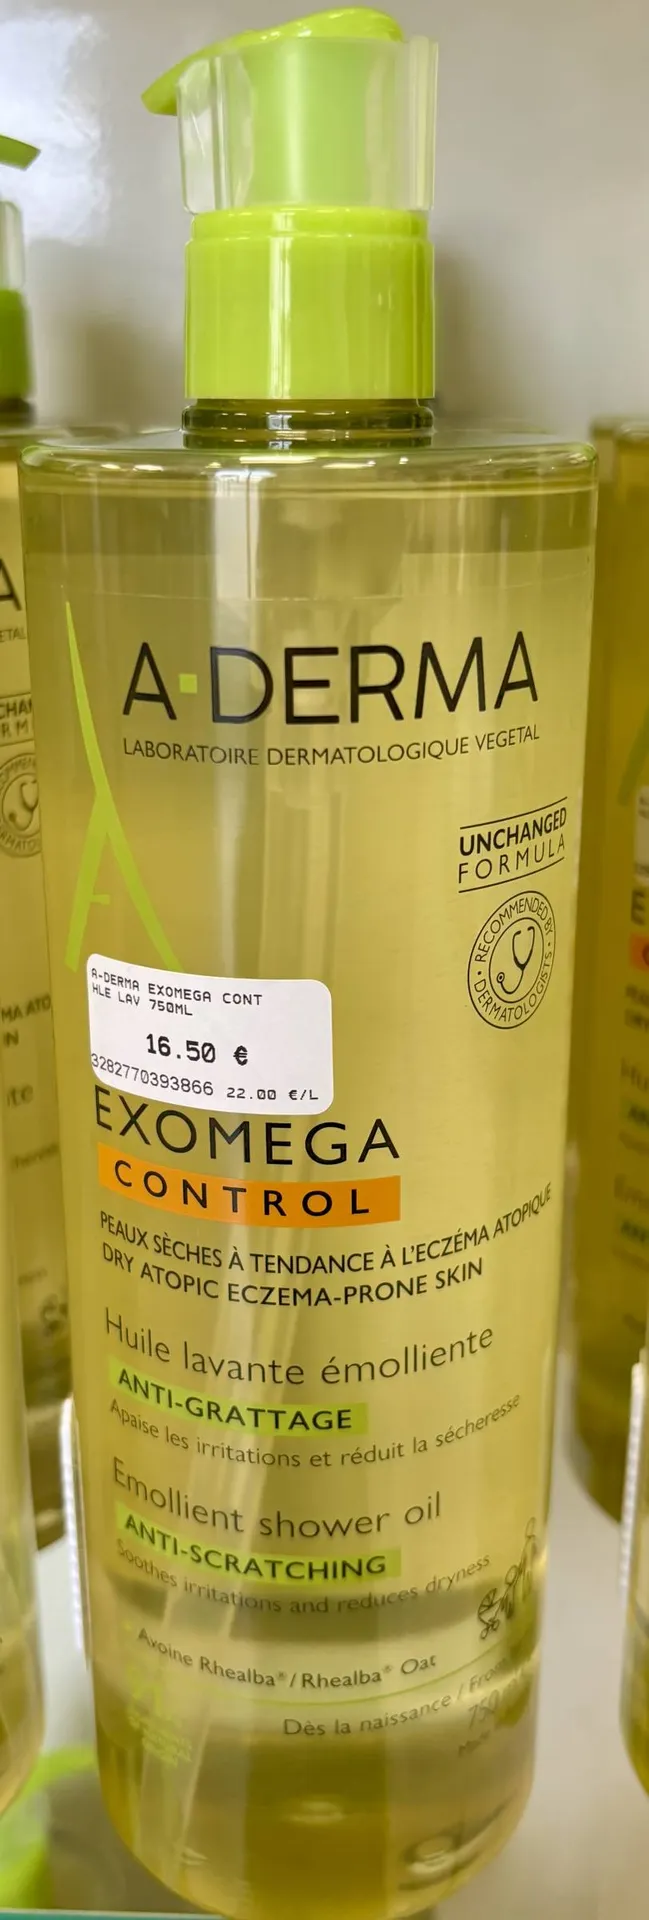 A-DERMA
LABORATOIRE DERMATOLOGIQUE VEGETAL
UNCHANGED
FORMULA
RECOMMENDED BY
DERMATOLOGISTS
A-DERMA EXOMEGA CONT
HLE LAV 750ML
16.50 €
3282770393866 22.00 €/L
EXOMEGA
CONTROL
PEAUX SÈCHES À TENDANCE À L'ECZÉMA ATOPIQUE
DRY ATOPIC ECZEMA-PRONE SKIN
Huile lavante émolliente
ANTI-GRATTAGE
Apaise les irritations et réduit la sécheresse
Emollient shower oil
ANTI-SCRATCHING
Soothes irritations and reduces dryness
Avoine Rhealba® / Rhealba® Oat
Dès la naissance / From
750